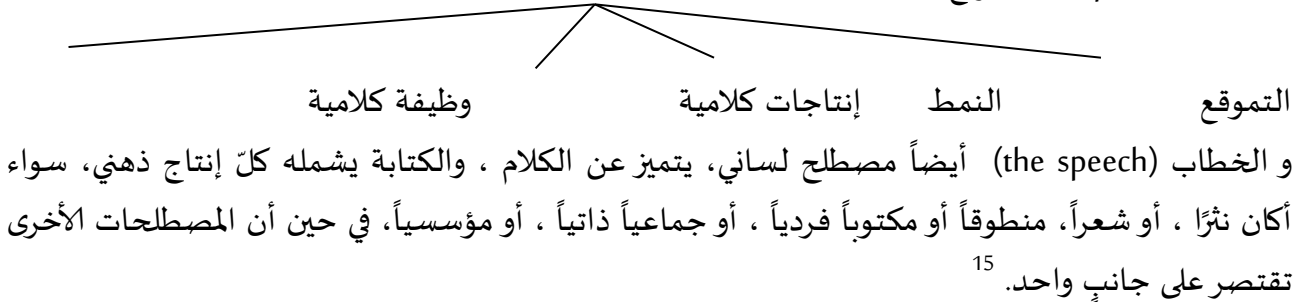 التموقع النمط إنتاجات كلامية وظيفة كلامية
و الخطاب (the speech) أيضاً مصطلح لساني، يتميز عن الكلام ، والكتابة يشمله كلّ إنتاج ذهني، سواء
أكان نثرًا ، أو شعراً، منطوقاً أو مكتوباً فردياً ، أو جماعياً ذاتياً ، أو مؤسسياً، في حين أن المصطلحات الأخرى
تقتصر على جانبٍ واحد. 15